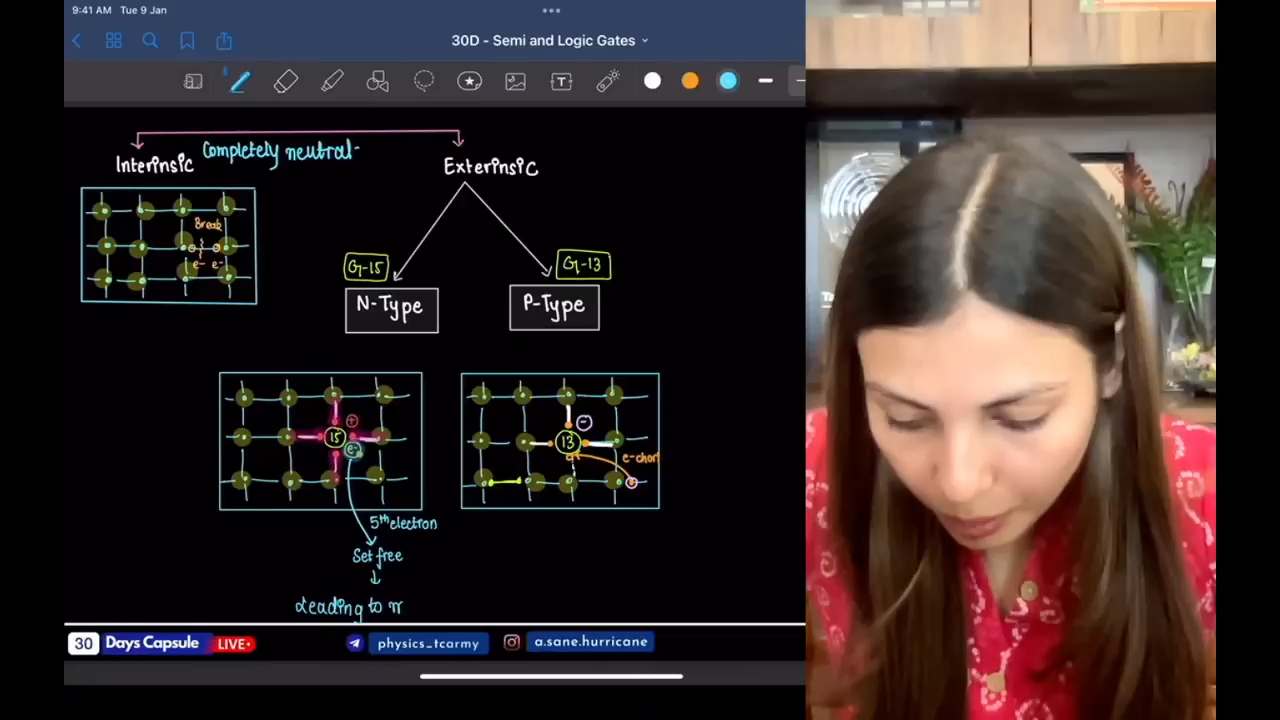 9:41 AM Tue 9 Jan
30D - Semi and Logic Gates
T
Completely neutral
Interinsic
Exterinsic
Break
e- e-
G-15
G-13
N-Type
P-Type
15
+
e-
13
-
e-
5th electron
Set free
Leading to
30 Days Capsule LIVE
physics_tcarmy
a.sane.hurricane